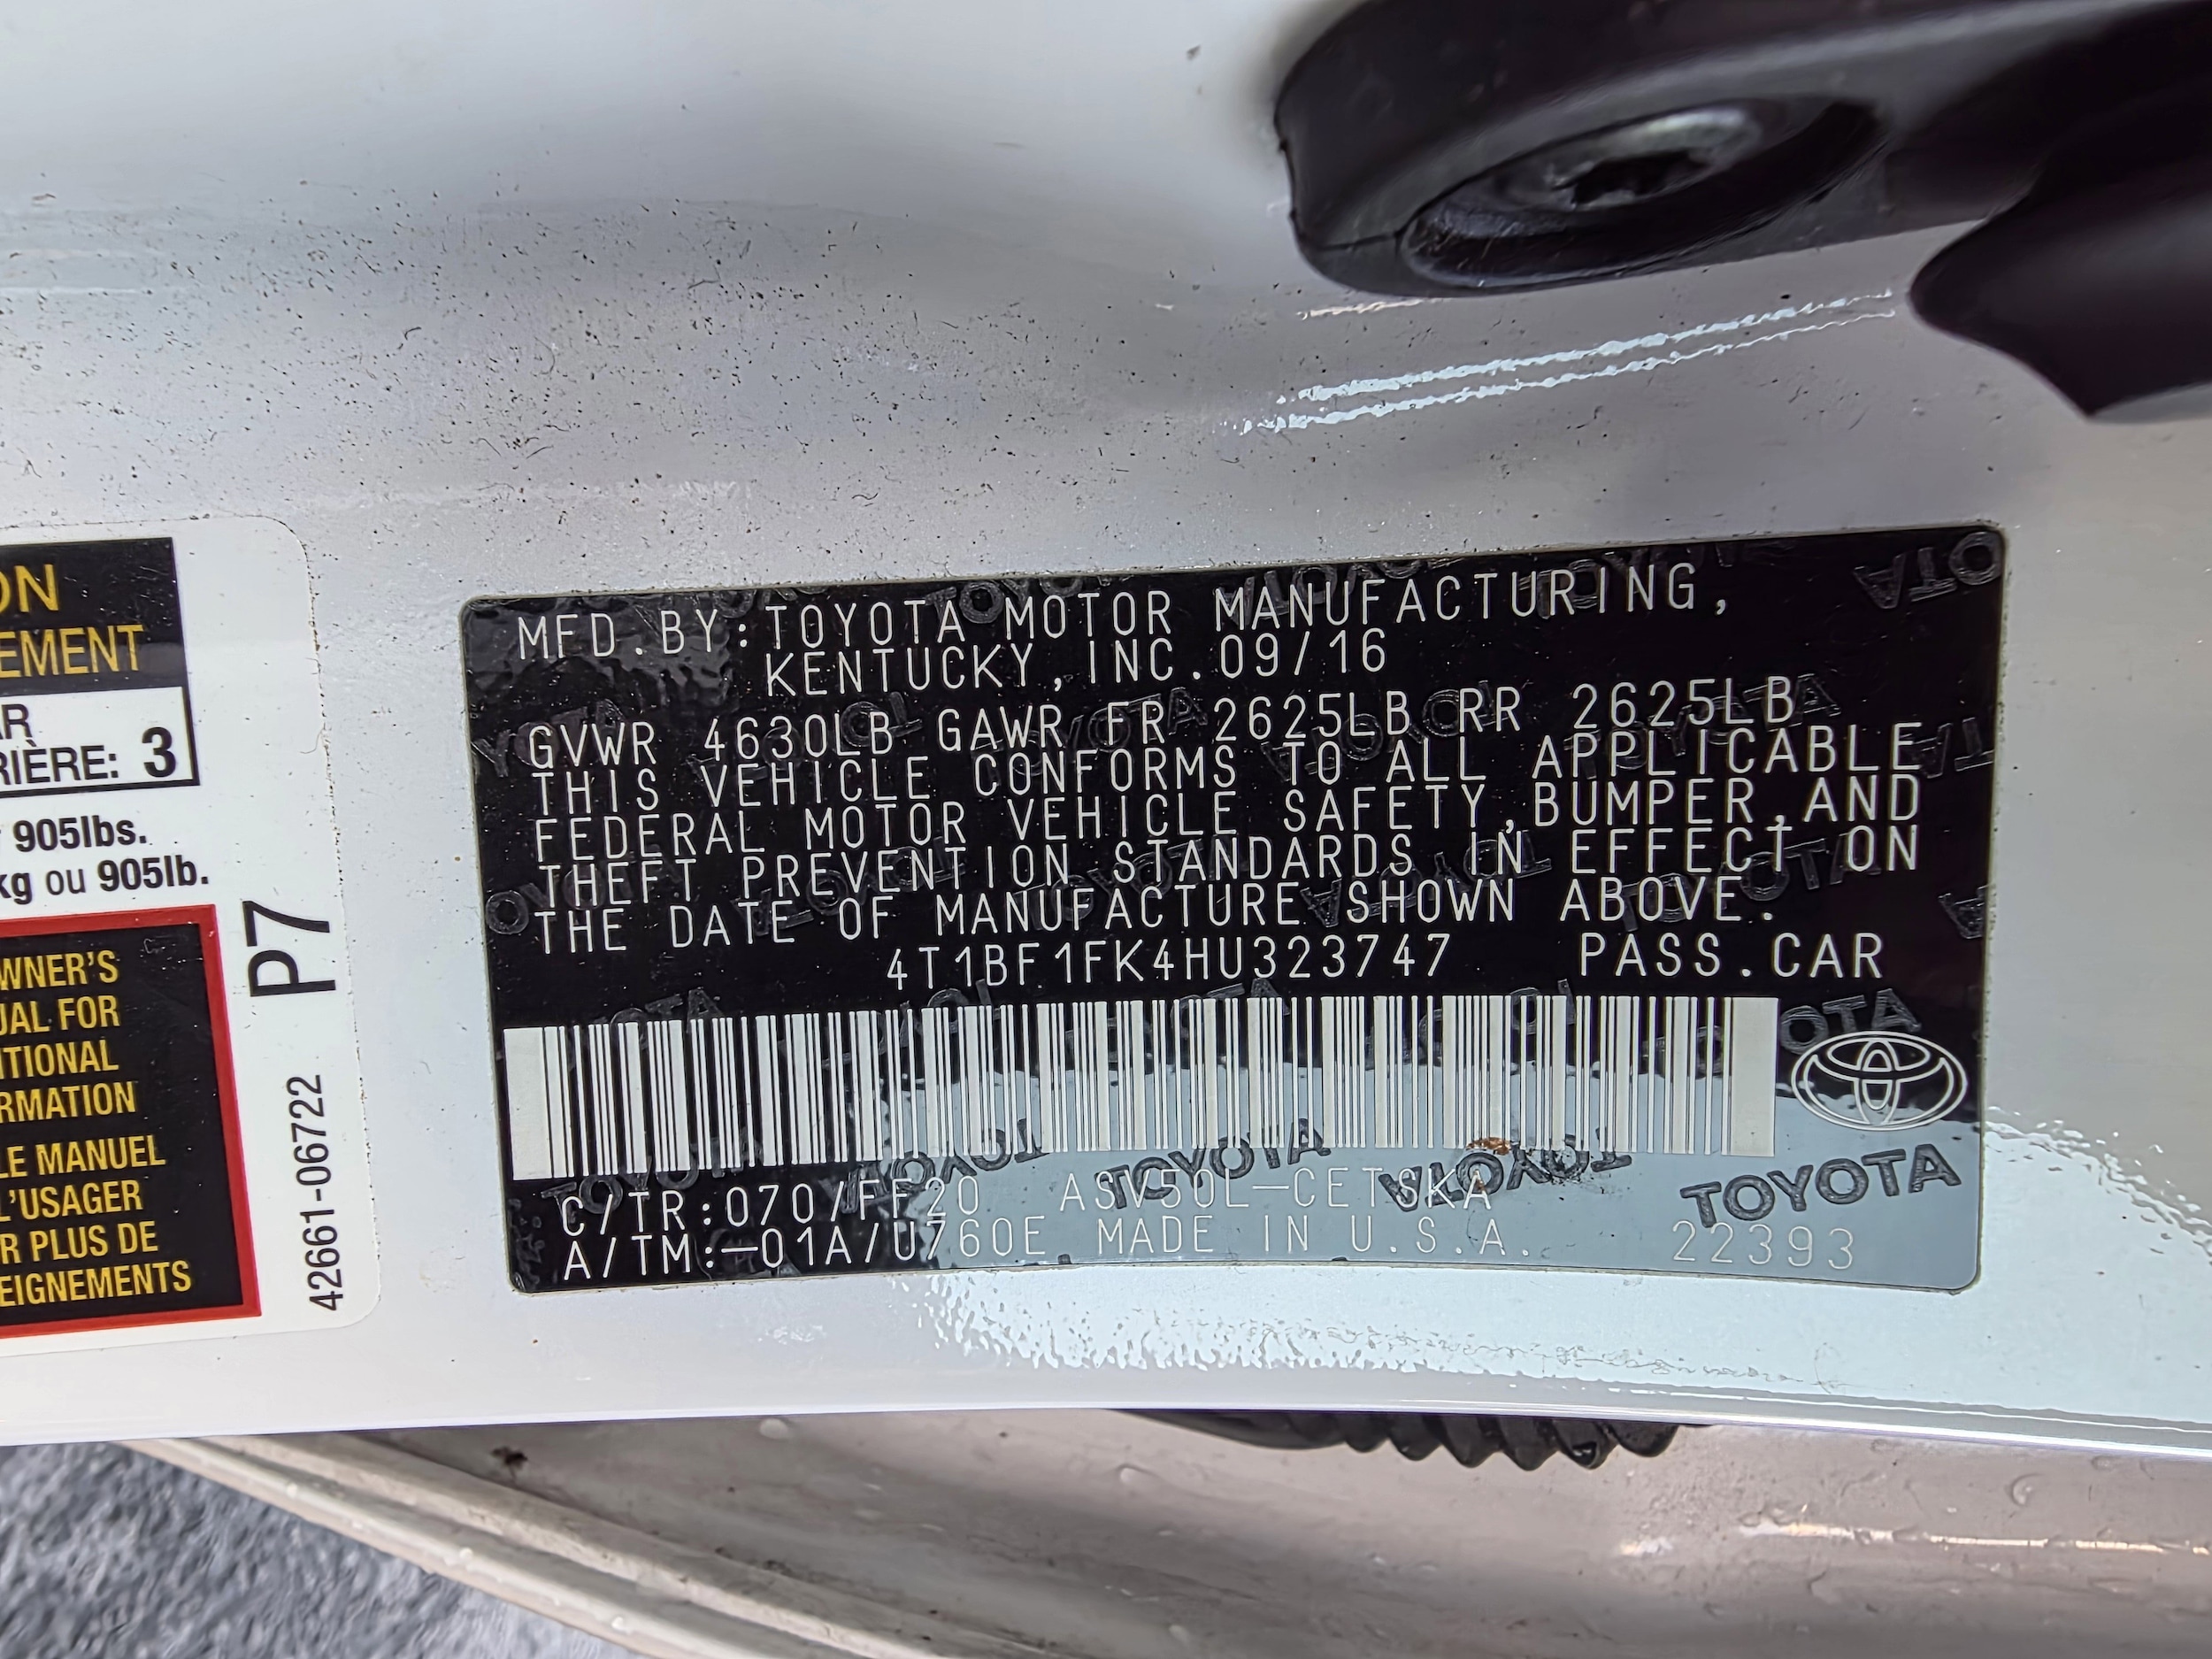 ON
EMENT
AR
RIÈRE: 3
905lbs.
kg ou 905lb.
WNER'S
UAL FOR
ITIONAL
RMATION
LE MANUEL
L'USAGER
R PLUS DE
EIGNEMENTS
P7
42661-06722
MFD.BY:TOYOTA MOTOR MANUFACTURING,
KENTUCKY,INC.09/16
GVWR 4630LB GAWR FR 2625LB RR 2625LB
THIS VEHICLE CONFORMS TO ALL APPLICABLE
FEDERAL MOTOR VEHICLE SAFETY,BUMPER,AND
THEFT PREVENTION STANDARDS IN EFFECT ON
THE DATE OF MANUFACTURE SHOWN ABOVE.
4T1BF1FK4HU323747 PASS.CAR
C/TR:070/FF20 ASV50L-CETSKA
A/TM:-01A/U760E MADE IN U.S.A. 22393
TOYOTA